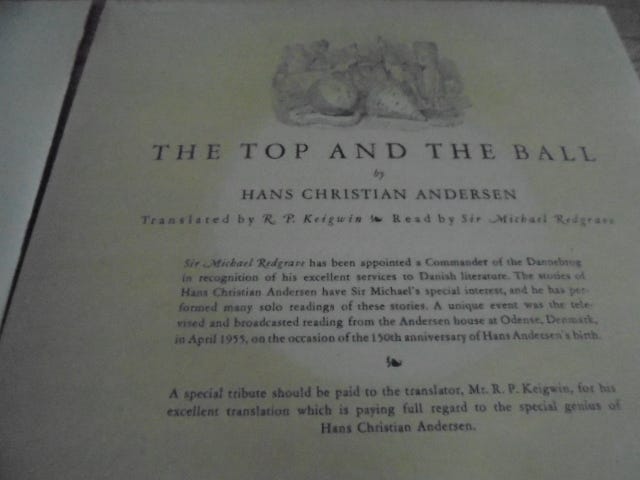 THE TOP AND THE BALL
by
HANS CHRISTIAN ANDERSEN
Translated by R. P. Keigwin ❧ Read by Sir Michael Redgrave
Sir Michael Redgrave has been appointed a Commander of the Dannebrog
in recognition of his excellent services to Danish literature. The stories of
Hans Christian Andersen have Sir Michael's special interest, and he has per-
formed many solo readings of these stories. A unique event was the tele-
vised and broadcasted reading from the Andersen house at Odense, Denmark,
in April 1955, on the occasion of the 150th anniversary of Hans Andersen's birth.
❧
A special tribute should be paid to the translator, Mr. R. P. Keigwin, for his
excellent translation which is paying full regard to the special genius of
Hans Christian Andersen.